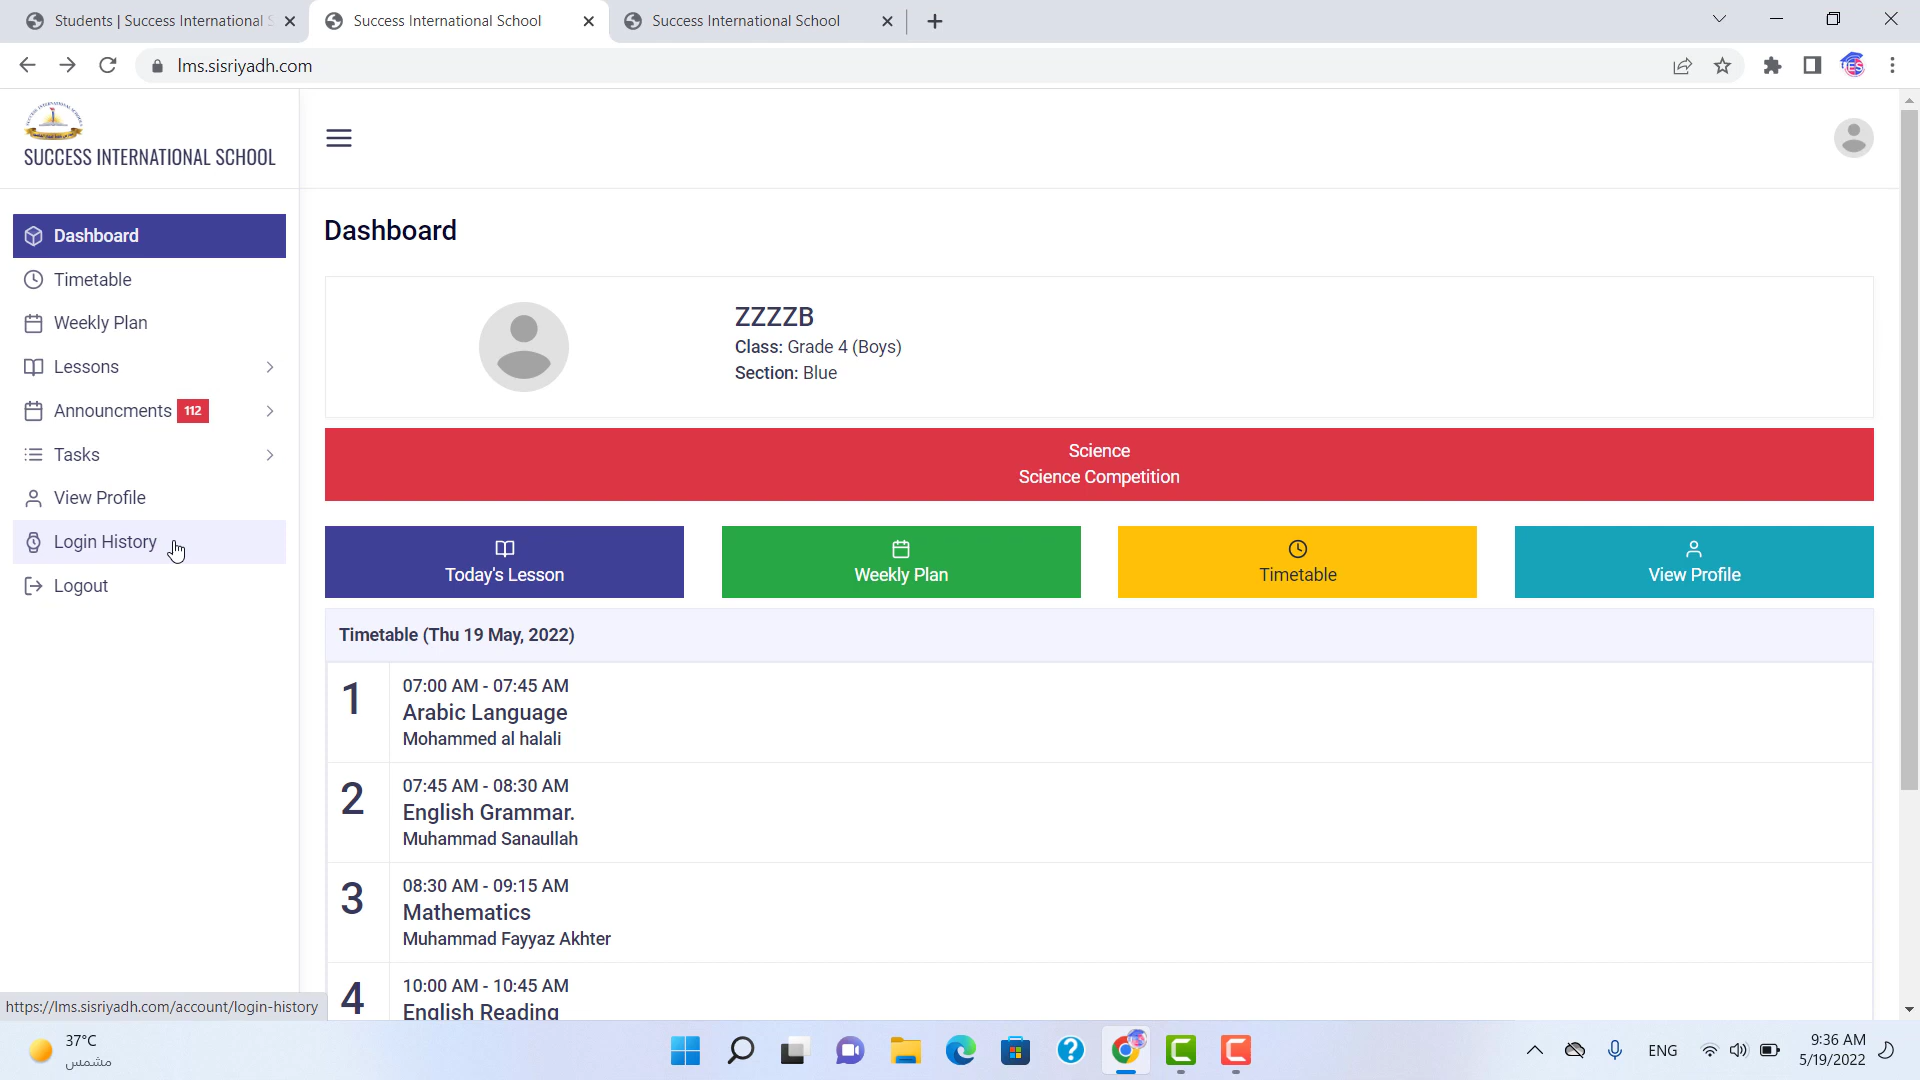 Students | Success International S
Success International School
Success International School
lms.sisriyadh.com
SUCCESS INTERNATIONAL SCHOOL
Dashboard
Timetable
Weekly Plan
Lessons
Announcments 112
Tasks
View Profile
Login History
Logout
Dashboard
ZZZZB
Class: Grade 4 (Boys)
Section: Blue
Science
Science Competition
Today's Lesson
Weekly Plan
Timetable
View Profile
Timetable (Thu 19 May, 2022)
1
07:00 AM - 07:45 AM
Arabic Language
Mohammed al halali
2
07:45 AM - 08:30 AM
English Grammar.
Muhammad Sanaullah
3
08:30 AM - 09:15 AM
Mathematics
Muhammad Fayyaz Akhter
4
10:00 AM - 10:45 AM
English Reading
https://lms.sisriyadh.com/account/login-history
37°C
مشمس
ENG
9:36 AM
5/19/2022